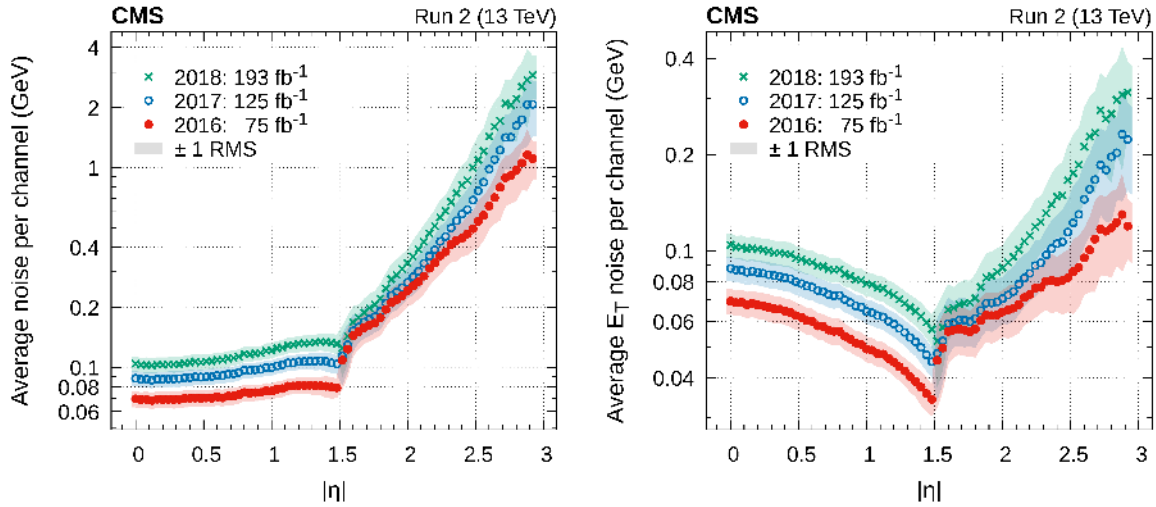 CMS Run 2 (13 TeV)
Average noise per channel (GeV)
4
2
1
0.4
0.2
0.1
0.08
0.06
2018: 193 fb⁻¹
2017: 125 fb⁻¹
2016: 75 fb⁻¹
± 1 RMS
0 0.5 1 1.5 2 2.5 3
|η|
CMS Run 2 (13 TeV)
Average E_T noise per channel (GeV)
0.4
0.2
0.1
0.08
0.06
0.04
2018: 193 fb⁻¹
2017: 125 fb⁻¹
2016: 75 fb⁻¹
± 1 RMS
0 0.5 1 1.5 2 2.5 3
|η|